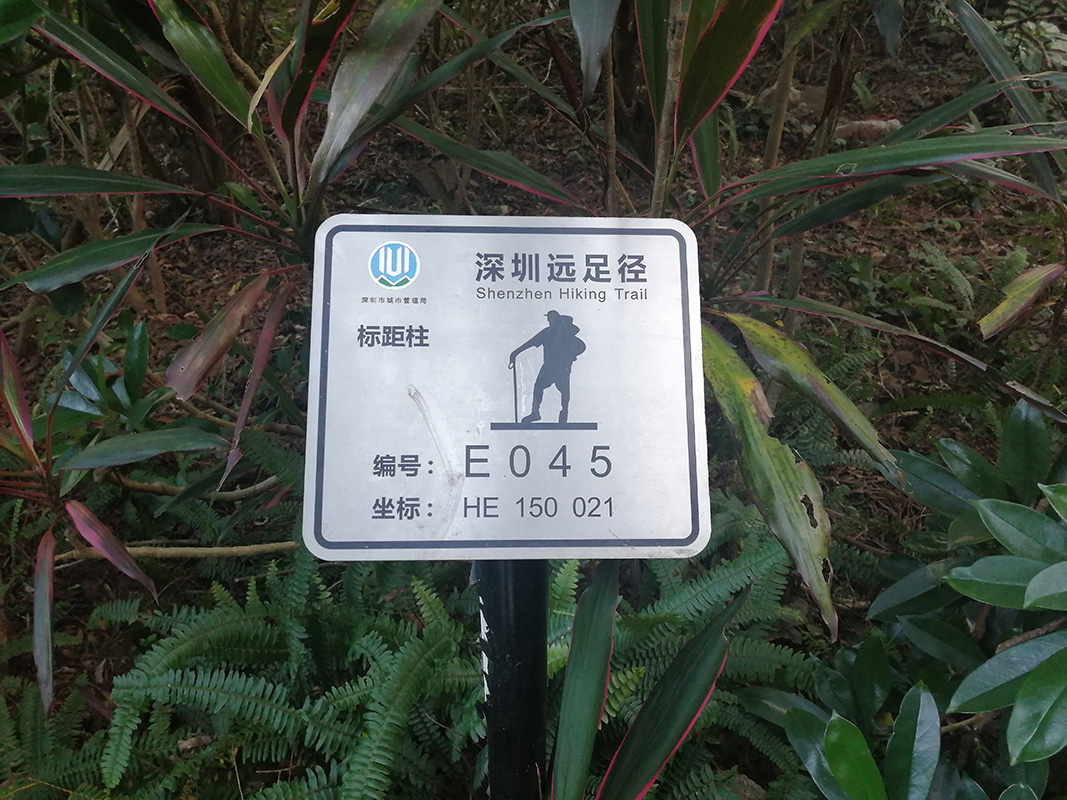 深圳市城市管理局
深圳远足径
Shenzhen Hiking Trail
标距柱
编号：E045
坐标：HE 150 021